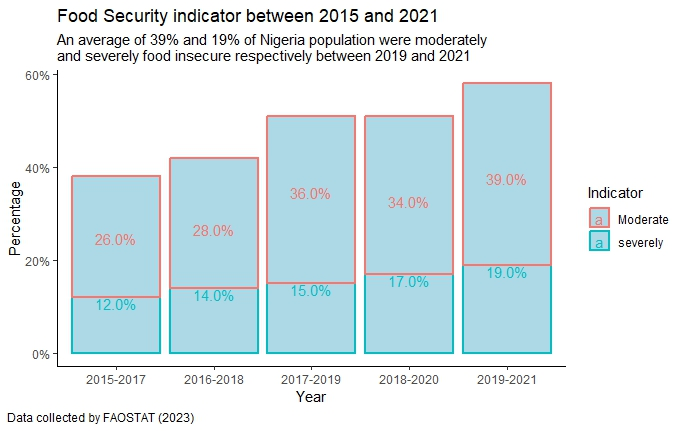 Food Security indicator between 2015 and 2021
An average of 39% and 19% of Nigeria population were moderately
and severely food insecure respectively between 2019 and 2021
60%
40%
20%
0%
Percentage
26.0%
28.0%
36.0%
34.0%
39.0%
12.0%
14.0%
15.0%
17.0%
19.0%
Indicator
a Moderate
a severely
2015-2017
2016-2018
2017-2019
2018-2020
2019-2021
Year
Data collected by FAOSTAT (2023)